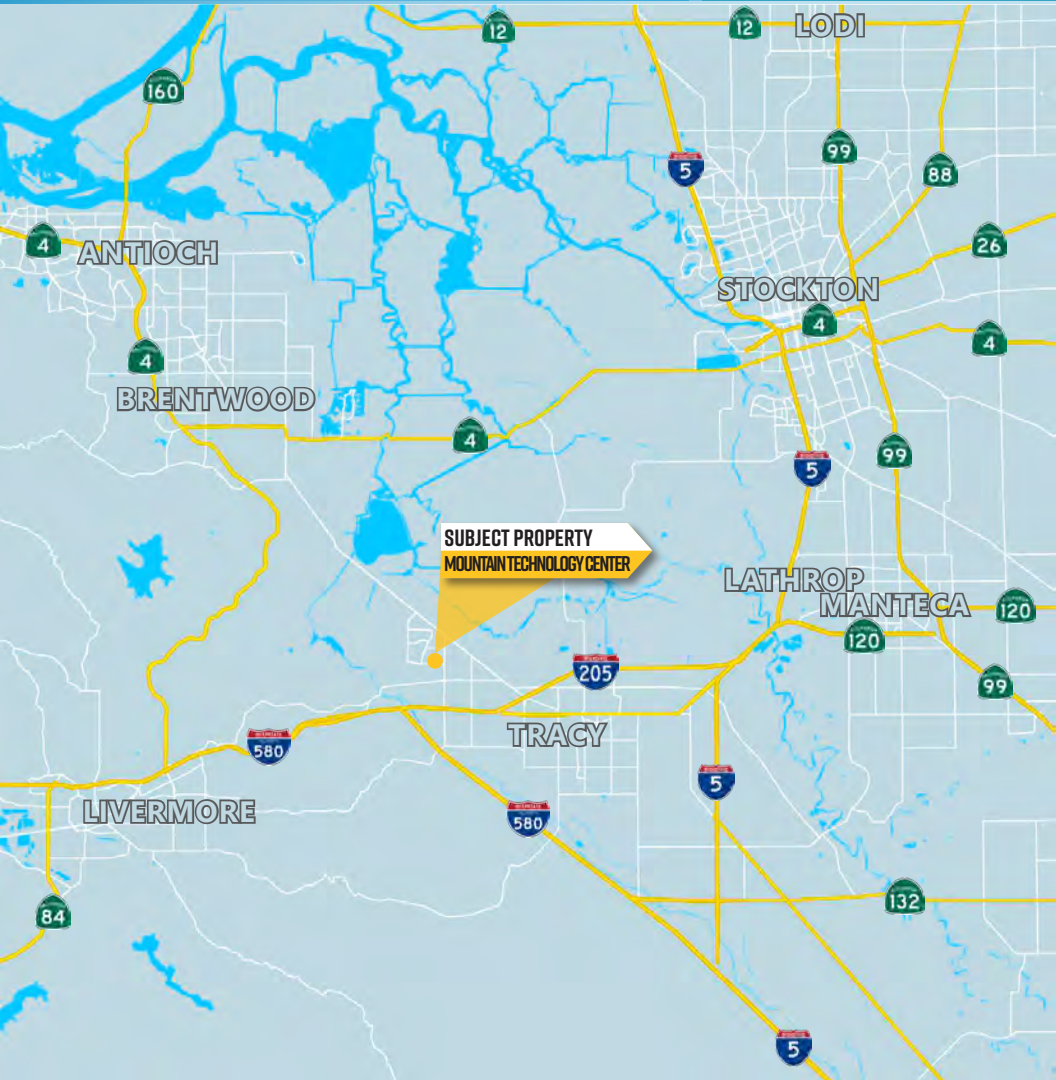 12
12
LODI
160
99
5
88
4
ANTIOCH
26
STOCKTON
4
4
4
BRENTWOOD
4
99
5
SUBJECT PROPERTY
MOUNTAIN TECHNOLOGY CENTER
LATHROP
MANTECA
120
120
205
99
TRACY
580
5
LIVERMORE
580
84
132
5